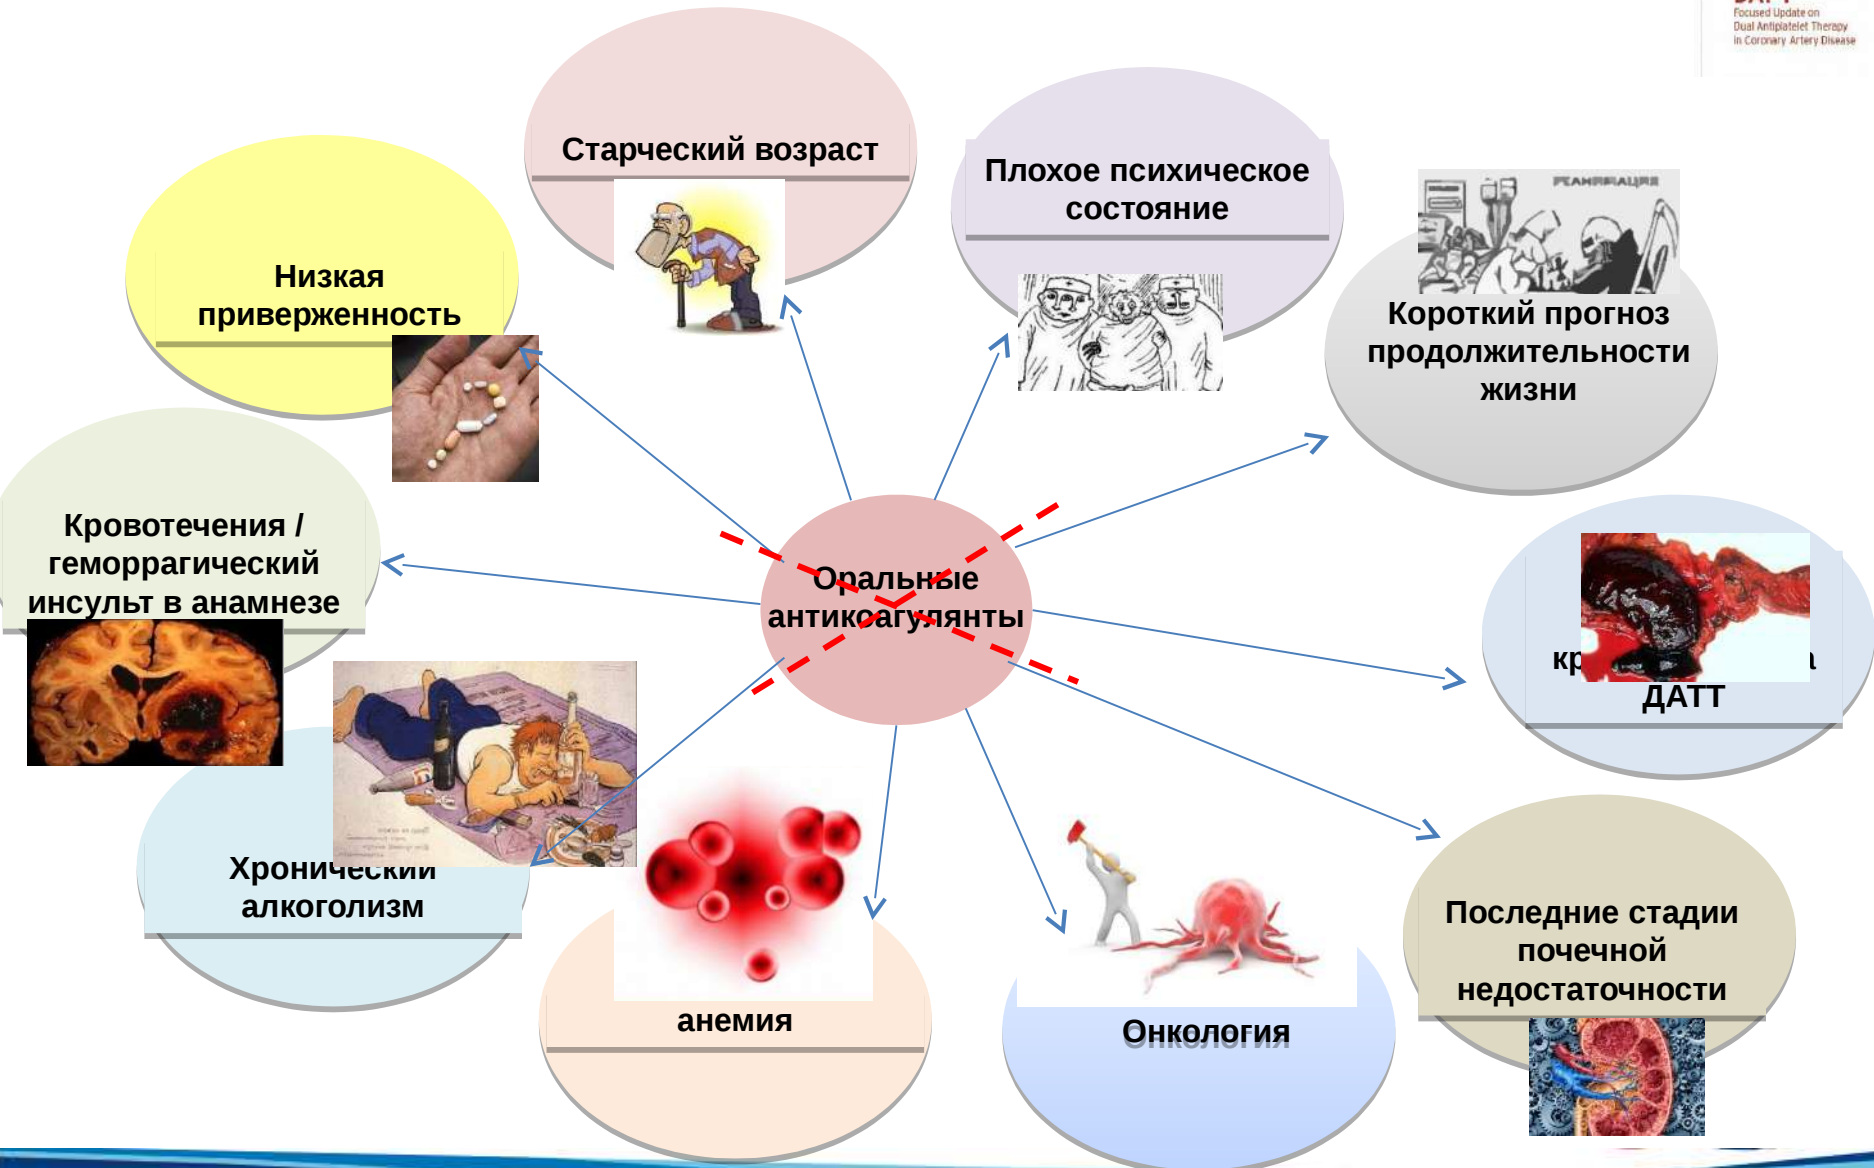 Focused Update on
Dual Antiplatelet Therapy
in Coronary Artery Disease
Старческий возраст
Плохое психическое
состояние
РЕАНИМАЦИЯ
Низкая
приверженность
Короткий прогноз
продолжительности
жизни
Кровотечения /
геморрагический
инсульт в анамнезе
Оральные
антикоагулянты
ДАТТ
Хронический
алкоголизм
Последние стадии
почечной
недостаточности
анемия
Онкология